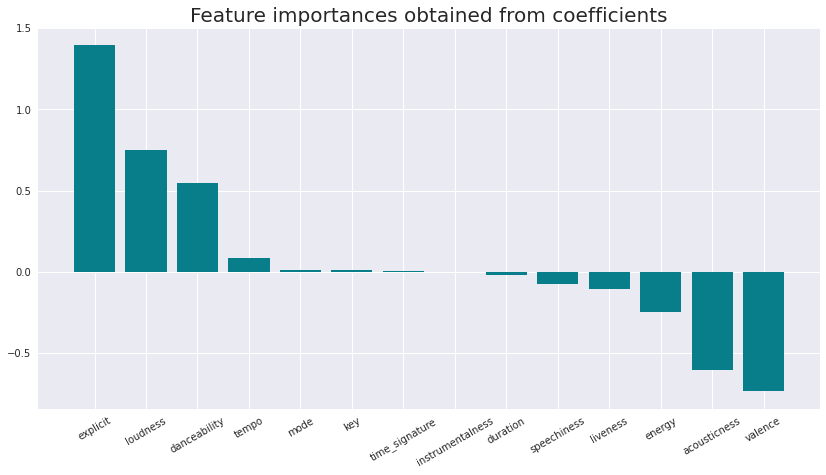 Feature importances obtained from coefficients
1.5
1.0
0.5
0.0
−0.5
explicit
loudness
danceability
tempo
mode
key
time_signature
instrumentalness
duration
speechiness
liveness
energy
acousticness
valence